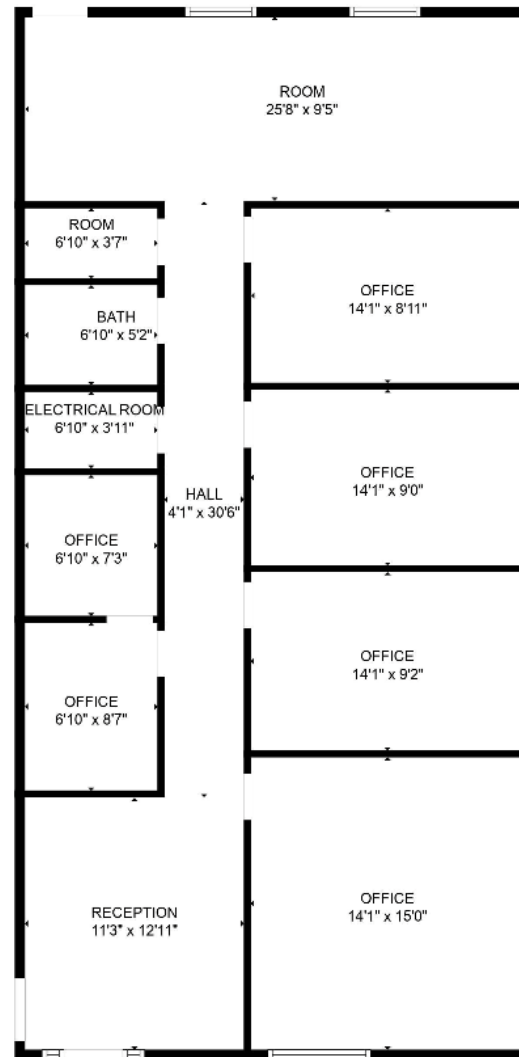 ROOM
25'8" x 9'5"
ROOM
6'10" x 3'7"
OFFICE
14'1" x 8'11"
BATH
6'10" x 5'2"
ELECTRICAL ROOM
6'10" x 3'11"
OFFICE
14'1" x 9'0"
HALL
4'1" x 30'6"
OFFICE
6'10" x 7'3"
OFFICE
14'1" x 9'2"
OFFICE
6'10" x 8'7"
OFFICE
14'1" x 15'0"
RECEPTION
11'3" x 12'11"